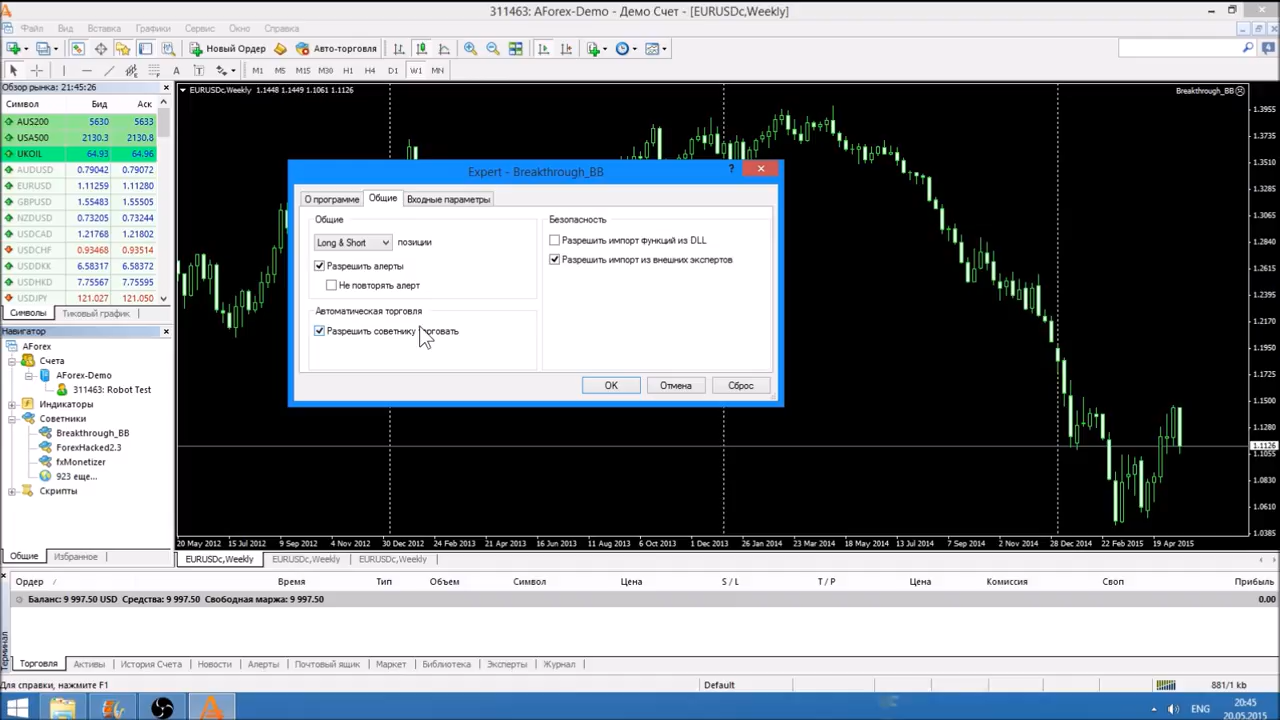 311463: AForex-Demo - Демо Счет - [EURUSDc,Weekly]
Файл Вид Вставка Графики Сервис Окно Справка
Новый Ордер Авто-торговля
A T M1 M5 M15 M30 H1 H4 D1 W1 MN
Обзор рынка: 21:45:26
Символ Бид Аск
AUS200 5630 5633
USA500 2130.3 2130.8
UKOIL 64.93 64.96
AUDUSD 0.79042 0.79072
EURUSD 1.11259 1.11280
GBPUSD 1.55483 1.55505
NZDUSD 0.73205 0.73244
USDCAD 1.21768 1.21802
USDCHF 0.93468 0.93514
USDDKK 6.58317 6.58372
USDHKD 7.75567 7.75595
USDJPY 121.027 121.050
Символы Тиковый график
Навигатор
AForex
Счета
AForex-Demo
311463: Robot Test
Индикаторы
Советники
Breakthrough_BB
ForexHacked2.3
fxMonetizer
923 еще...
Скрипты
Общие Избранное
EURUSDc,Weekly 1.1448 1.1449 1.1061 1.1126
Breakthrough_BB
Expert - Breakthrough_BB
О программе Общие Входные параметры
Общие
Long & Short позиции
Разрешить алерты
Не повторять алерт
Автоматическая торговля
Разрешить советнику торговать
Безопасность
Разрешить импорт функций из DLL
Разрешить импорт из внешних экспертов
OK Отмена Сброс
1.3955
1.3730
1.3505
1.2845
1.2620
1.2395
1.2170
1.1950
1.1725
1.1505
1.1280
1.1126
1.1055
1.0830
1.0610
1.0385
20 May 2012 15 Jul 2012 9 Sep 2012 4 Nov 2012 30 Dec 2012 24 Feb 2013 21 Apr 2013 16 Jun 2013 11 Aug 2013 6 Oct 2013 1 Dec 2013 26 Jan 2014 23 Mar 2014 18 May 2014 13 Jul 2014 7 Sep 2014 2 Nov 2014 28 Dec 2014 22 Feb 2015 19 Apr 2015
EURUSDc,Weekly EURUSDc,Weekly EURUSDc,Weekly
Ордер Время Тип Объем Символ Цена S / L T / P Цена Комиссия Своп Прибыль
Баланс: 9 997.50 USD Средства: 9 997.50 Свободная маржа: 9 997.50 0.00
Терминал
Торговля Активы История Счета Новости Алерты Почтовый ящик Маркет Библиотека Эксперты Журнал
Для справки, нажмите F1 Default 881/1 kb
ENG 20:45
20.05.2015